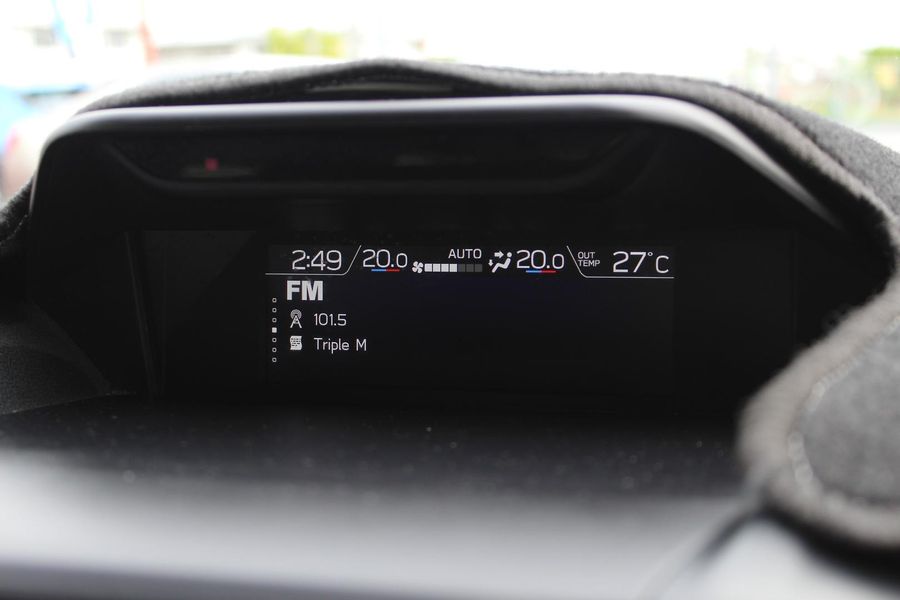 2:49 20.0 AUTO 20.0 OUT TEMP 27°C
FM
101.5
Triple M